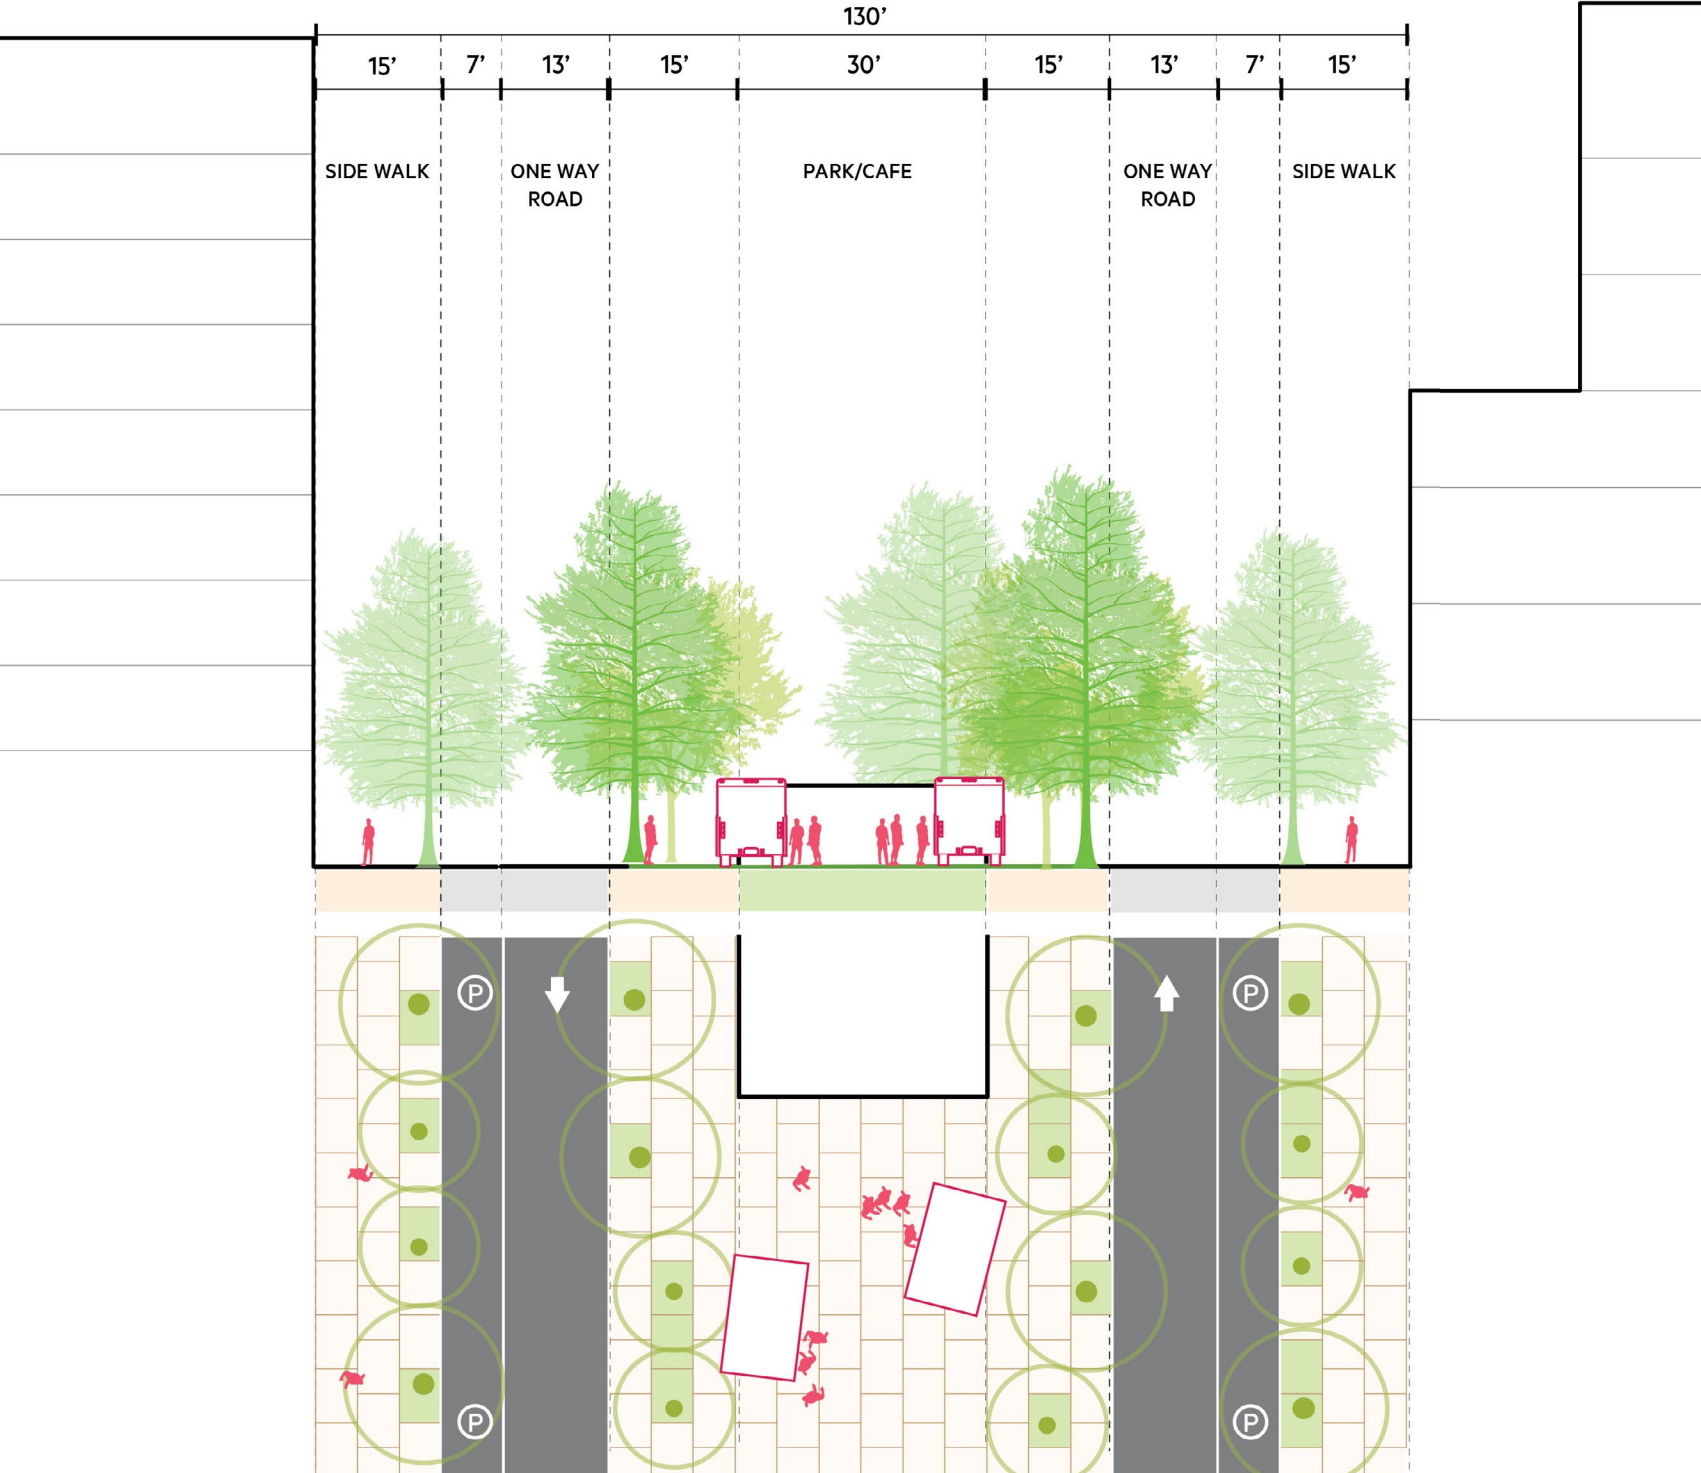 130’
15’ 7’ 13’ 15’ 30’ 15’ 13’ 7’ 15’
SIDE WALK
ONE WAY
ROAD
PARK/CAFE
ONE WAY
ROAD
SIDE WALK
P
P
P
P